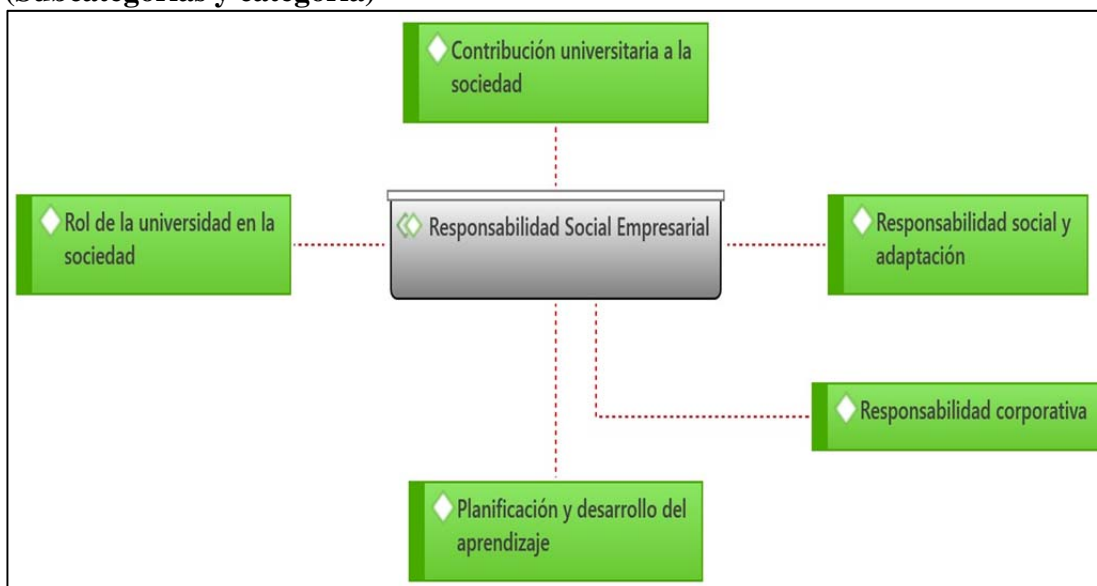 (Subcategorías y categoría)
Contribución universitaria a la
sociedad
Rol de la universidad en la
sociedad
Responsabilidad Social Empresarial
Responsabilidad social y
adaptación
Responsabilidad corporativa
Planificación y desarrollo del
aprendizaje